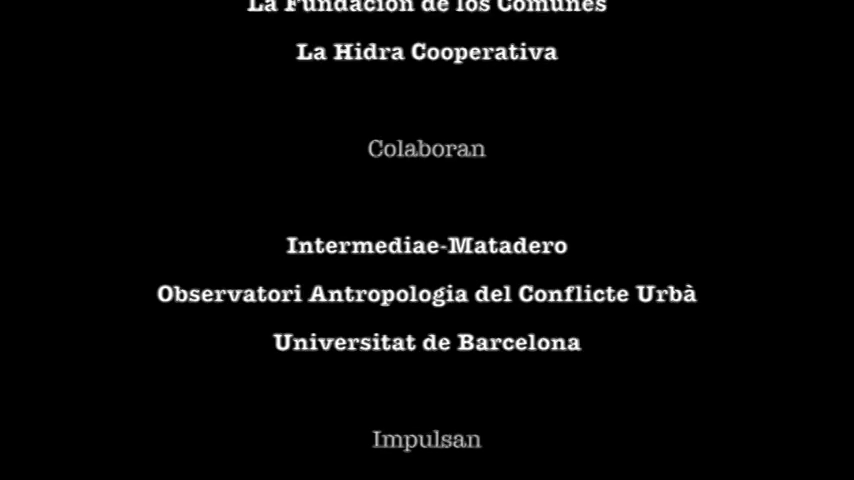 La Fundación de los Comunes
La Hidra Cooperativa
Colaboran
Intermediae-Matadero
Observatori Antropologia del Conflicte Urbà
Universitat de Barcelona
Impulsan